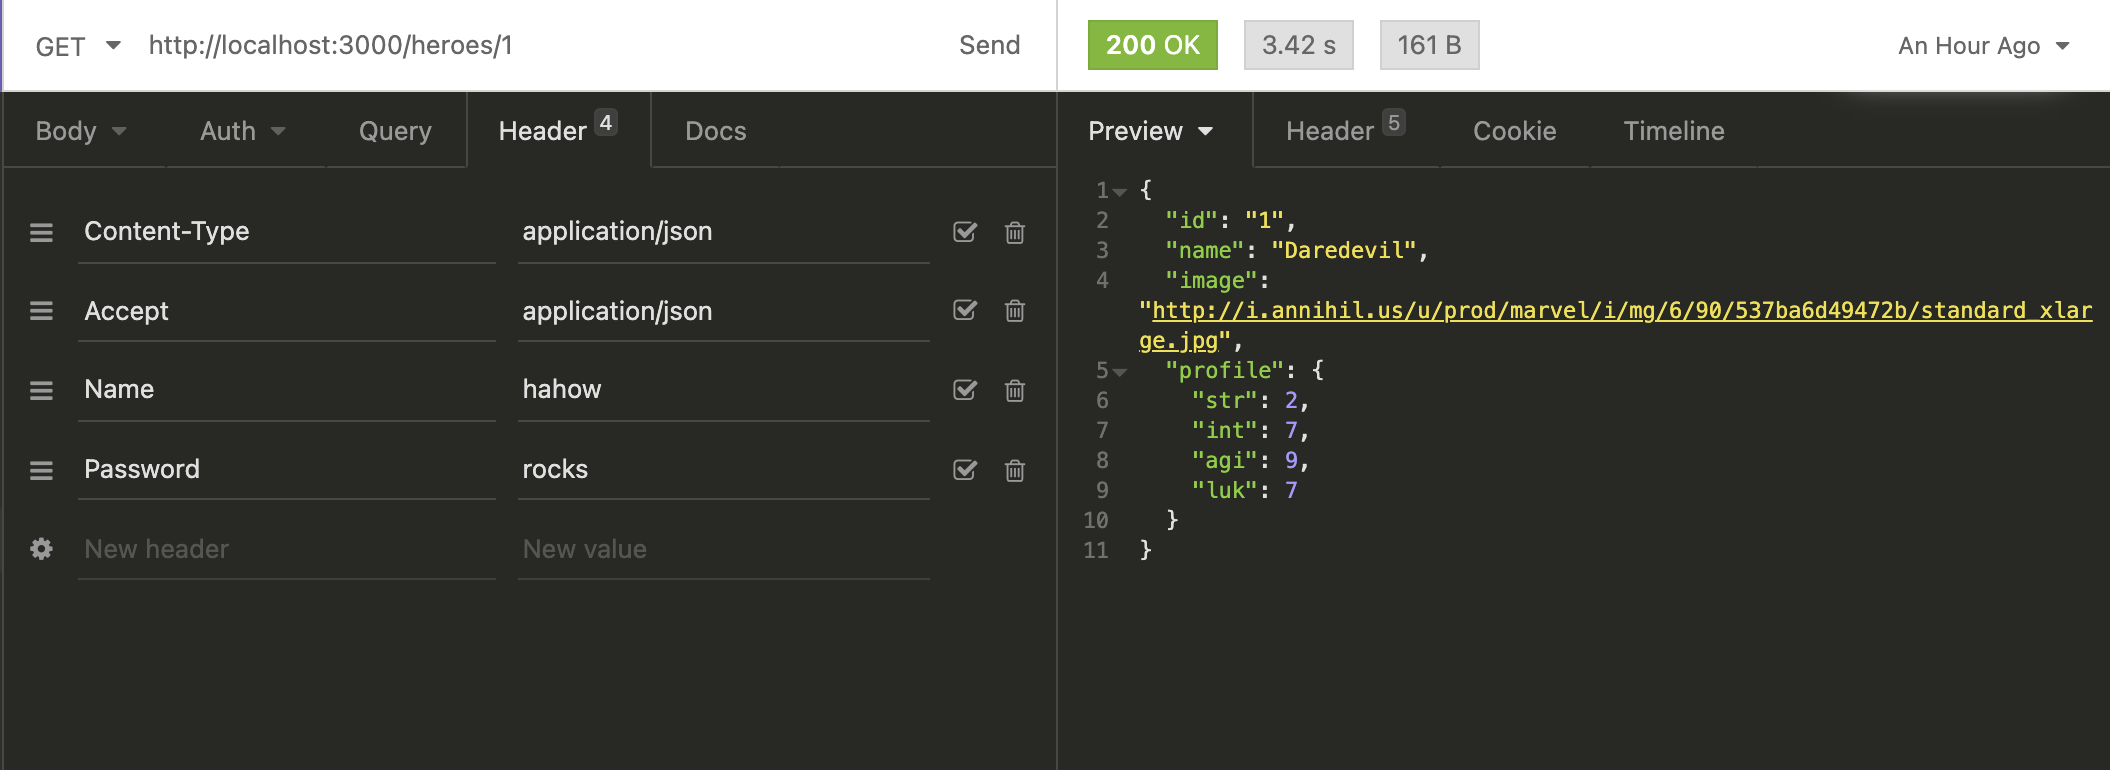 GET http://localhost:3000/heroes/1 Send
200 OK 3.42 s 161 B An Hour Ago
Body Auth Query Header 4 Docs
Content-Type application/json
Accept application/json
Name hahow
Password rocks
New header New value
Preview Header 5 Cookie Timeline
1 {
2 "id": "1",
3 "name": "Daredevil",
4 "image":
"http://i.annihil.us/u/prod/marvel/i/mg/6/90/537ba6d49472b/standard_xlar
ge.jpg",
5 "profile": {
6 "str": 2,
7 "int": 7,
8 "agi": 9,
9 "luk": 7
10 }
11 }